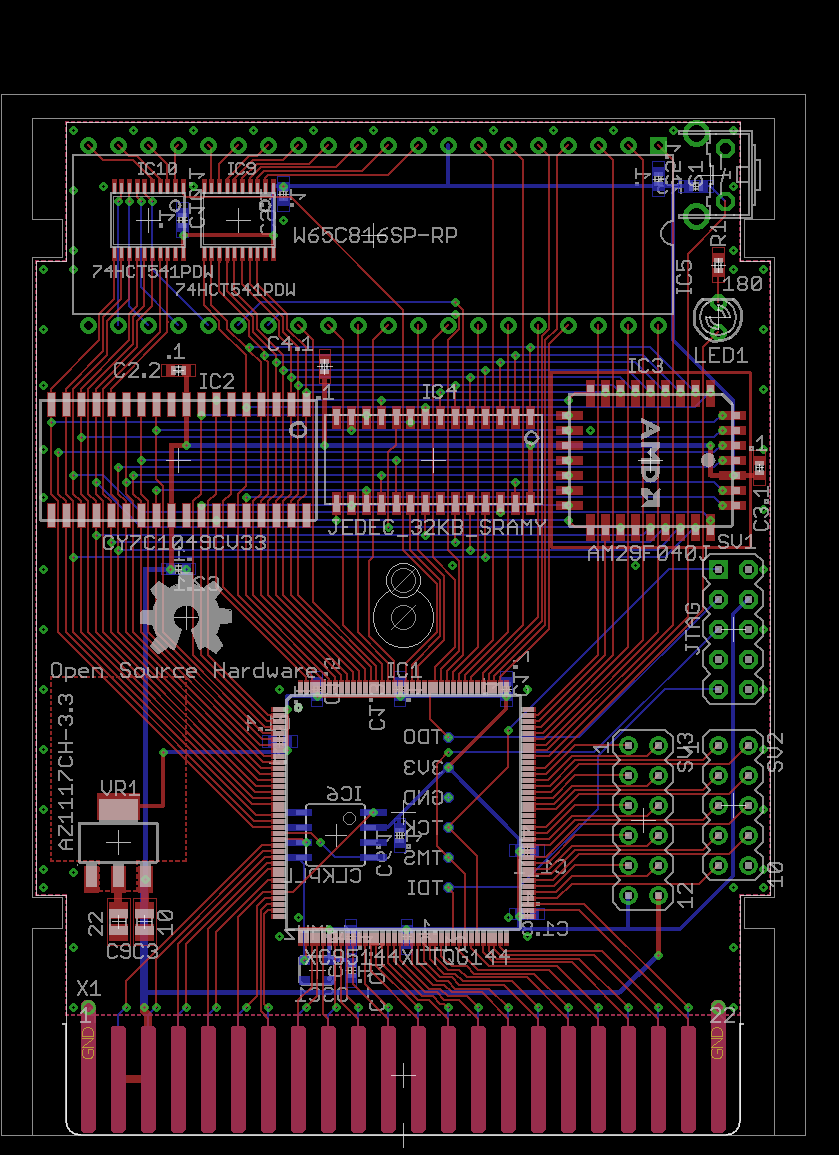 IC10
IC9
W65C816SP-RP
S1
R1
IC5
180
74HCT541PDW
74HCT541PDW
LED1
C4.1
.1
C2.2
IC2
.1
IC4
IC3
AMD
.1
C3.1
CY7C1049CV33
JEDEC_32KB_SRAMY
AM29F040J
SV1
JTAG
Open Source Hardware
IC1
AZ1117CH-3.3
VR1
TDO
3V3
GND
TCK
TMS
TDI
IC6
1
SV3
SV2
12
10
22
10
C9
C3
XC95144XLTQG144
X1
1
22
GND
GND